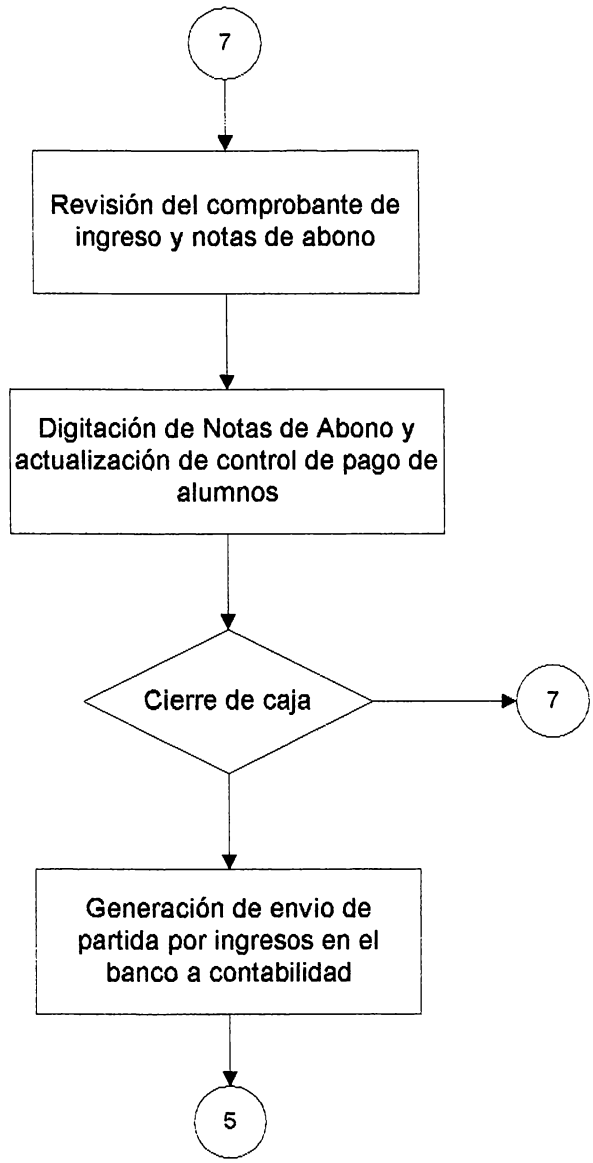 7
Revisión del comprobante de
ingreso y notas de abono
Digitación de Notas de Abono y
actualización de control de pago de
alumnos
Cierre de caja
7
Generación de envio de
partida por ingresos en el
banco a contabilidad
5